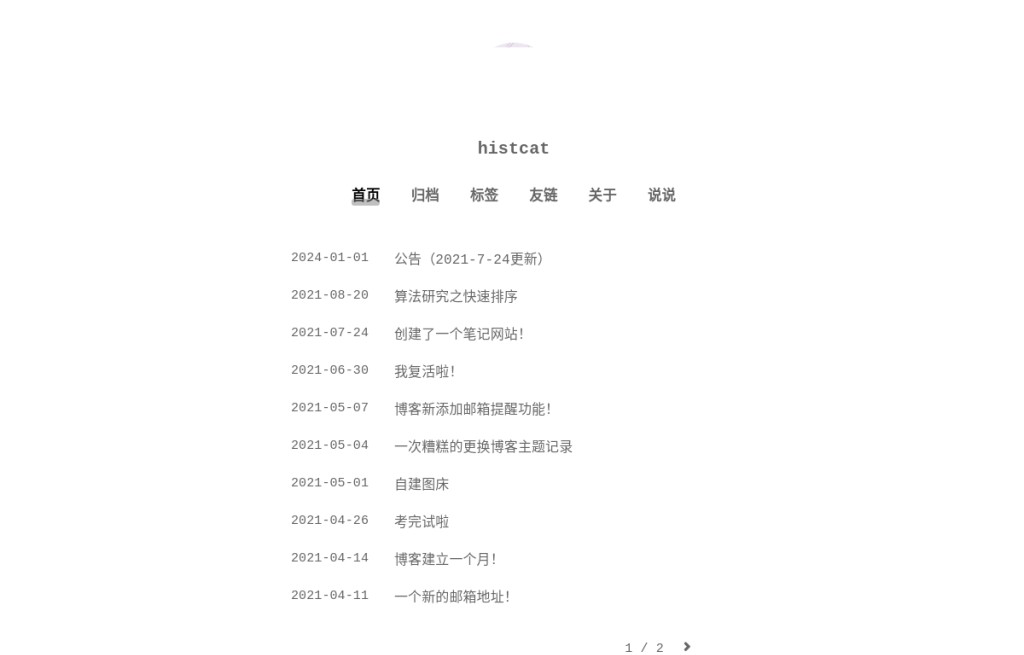 histcat
首页 归档 标签 友链 关于 说说
2024-01-01 公告（2021-7-24更新）
2021-08-20 算法研究之快速排序
2021-07-24 创建了一个笔记网站！
2021-06-30 我复活啦！
2021-05-07 博客新添加邮箱提醒功能！
2021-05-04 一次糟糕的更换博客主题记录
2021-05-01 自建图床
2021-04-26 考完试啦
2021-04-14 博客建立一个月！
2021-04-11 一个新的邮箱地址！
1 / 2